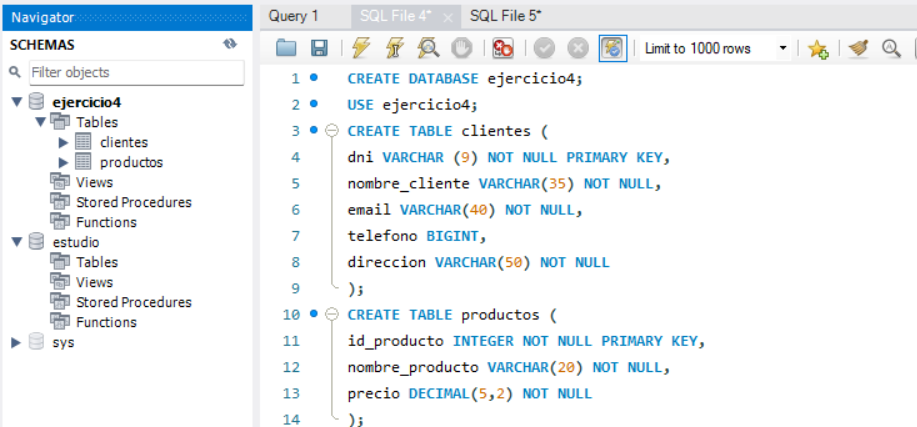 Navigator
SCHEMAS
Filter objects
ejercicio4
Tables
clientes
productos
Views
Stored Procedures
Functions
estudio
Tables
Views
Stored Procedures
Functions
sys
Query 1 SQL File 4* SQL File 5*
Limit to 1000 rows
1 CREATE DATABASE ejercicio4;
2 USE ejercicio4;
3 CREATE TABLE clientes (
4 dni VARCHAR (9) NOT NULL PRIMARY KEY,
5 nombre_cliente VARCHAR(35) NOT NULL,
6 email VARCHAR(40) NOT NULL,
7 telefono BIGINT,
8 direccion VARCHAR(50) NOT NULL
9 );
10 CREATE TABLE productos (
11 id_producto INTEGER NOT NULL PRIMARY KEY,
12 nombre_producto VARCHAR(20) NOT NULL,
13 precio DECIMAL(5,2) NOT NULL
14 );